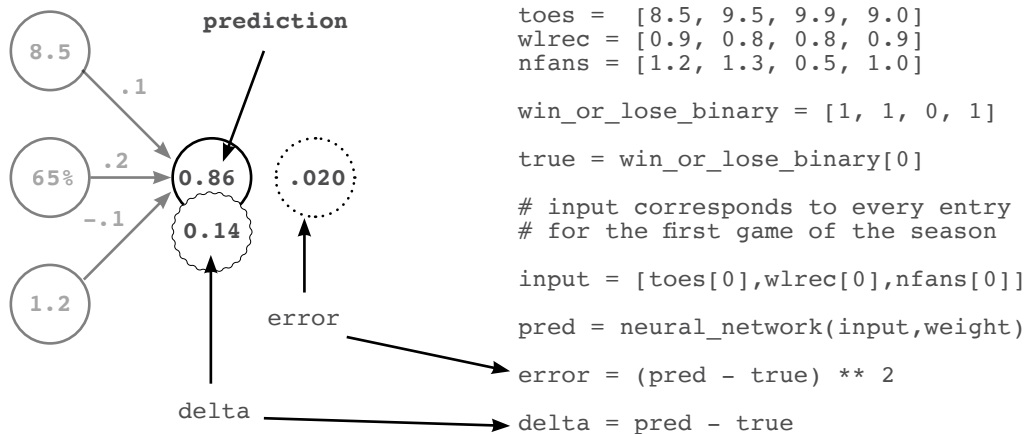 prediction
8.5
.1
65%
.2
0.86
.020
-.1
0.14
1.2
error
delta
toes = [8.5, 9.5, 9.9, 9.0]
wlrec = [0.9, 0.8, 0.8, 0.9]
nfans = [1.2, 1.3, 0.5, 1.0]
win_or_lose_binary = [1, 1, 0, 1]
true = win_or_lose_binary[0]
# input corresponds to every entry
# for the first game of the season
input = [toes[0],wlrec[0],nfans[0]]
pred = neural_network(input,weight)
error = (pred - true) ** 2
delta = pred - true